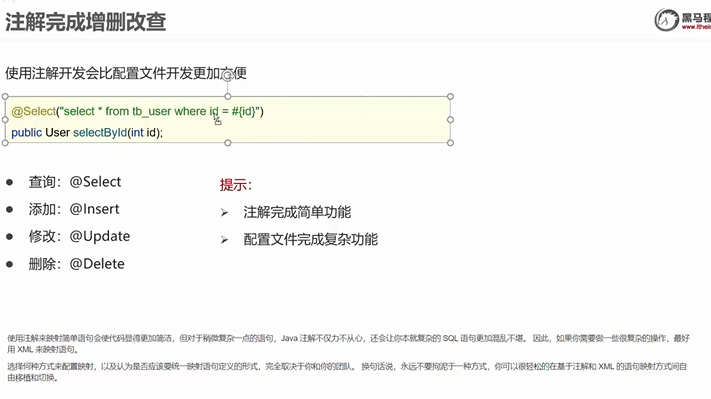 注解完成增删改查
黑马程
www.ithein
使用注解开发会比配置文件开发更加方便
@Select("select * from tb_user where id = #{id}")
public User selectById(int id);
查询：@Select
添加：@Insert
修改：@Update
删除：@Delete
提示：
注解完成简单功能
配置文件完成复杂功能
使用注解来映射简单语句会使代码显得更加简洁，但对于稍微复杂一点的语句，Java 注解不仅力不从心，还会让你本就复杂的 SQL 语句更加混乱不堪。 因此，如果你需要做一些很复杂的操作，最好
用 XML 来映射语句。
选择何种方式来配置映射，以及认为是否应该要统一映射语句定义的形式，完全取决于你和你的团队。 换句话说，永远不要拘泥于一种方式，你可以很轻松的在基于注解和 XML 的语句映射方式间自
由移植和切换。